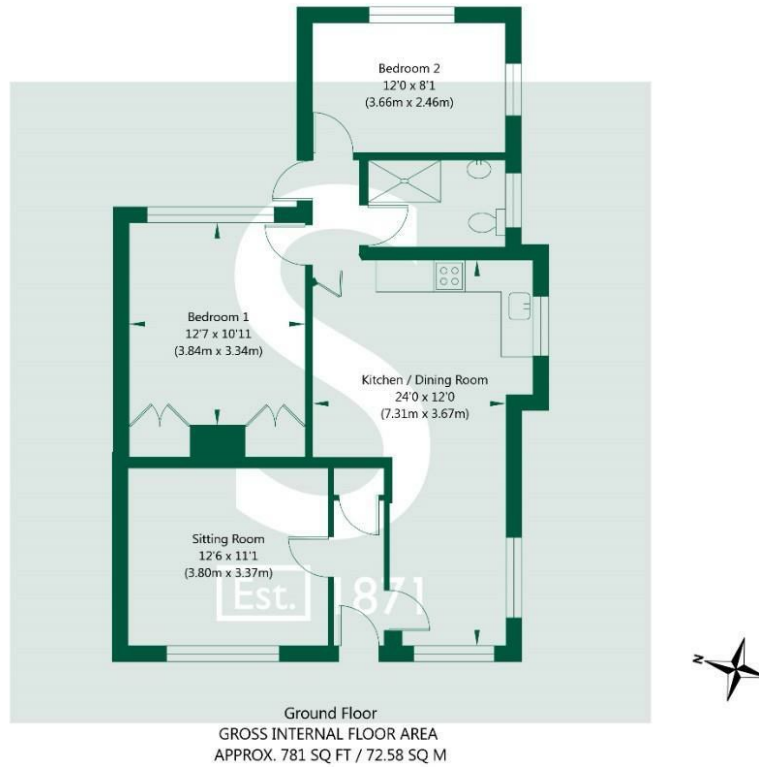 Bedroom 2
12'0 x 8'1
(3.66m x 2.46m)
Bedroom 1
12'7 x 10'11
(3.84m x 3.34m)
Kitchen / Dining Room
24'0 x 12'0
(7.31m x 3.67m)
Sitting Room
12'6 x 11'1
(3.80m x 3.37m)
S
Est. 1871
N
Ground Floor
GROSS INTERNAL FLOOR AREA
APPROX. 781 SQ FT / 72.58 SQ M